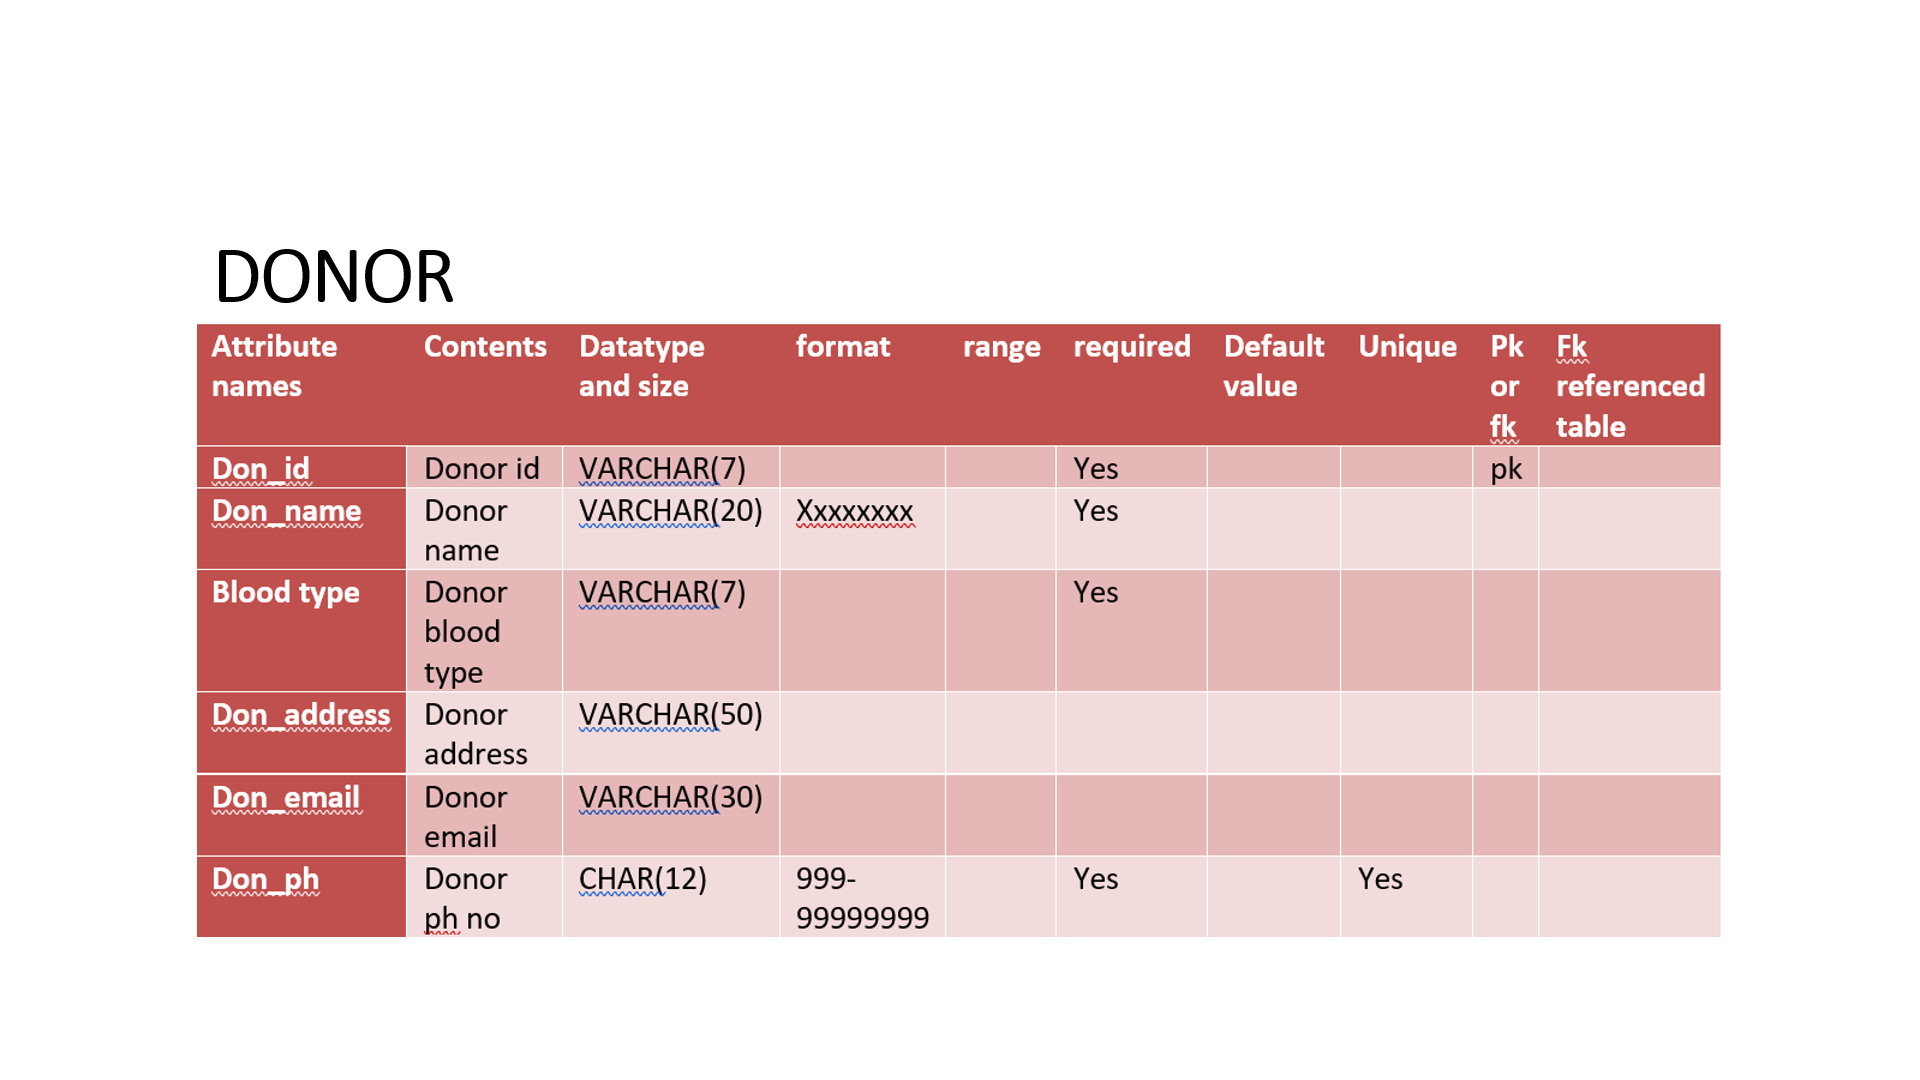 DONOR
Attribute names Contents Datatype and size format range required Default value Unique Pk or fk Fk referenced table
Don_id Donor id VARCHAR(7) Yes pk
Don_name Donor name VARCHAR(20) Xxxxxxxx Yes
Blood type Donor blood type VARCHAR(7) Yes
Don_address Donor address VARCHAR(50)
Don_email Donor email VARCHAR(30)
Don_ph Donor ph no CHAR(12) 999-99999999 Yes Yes